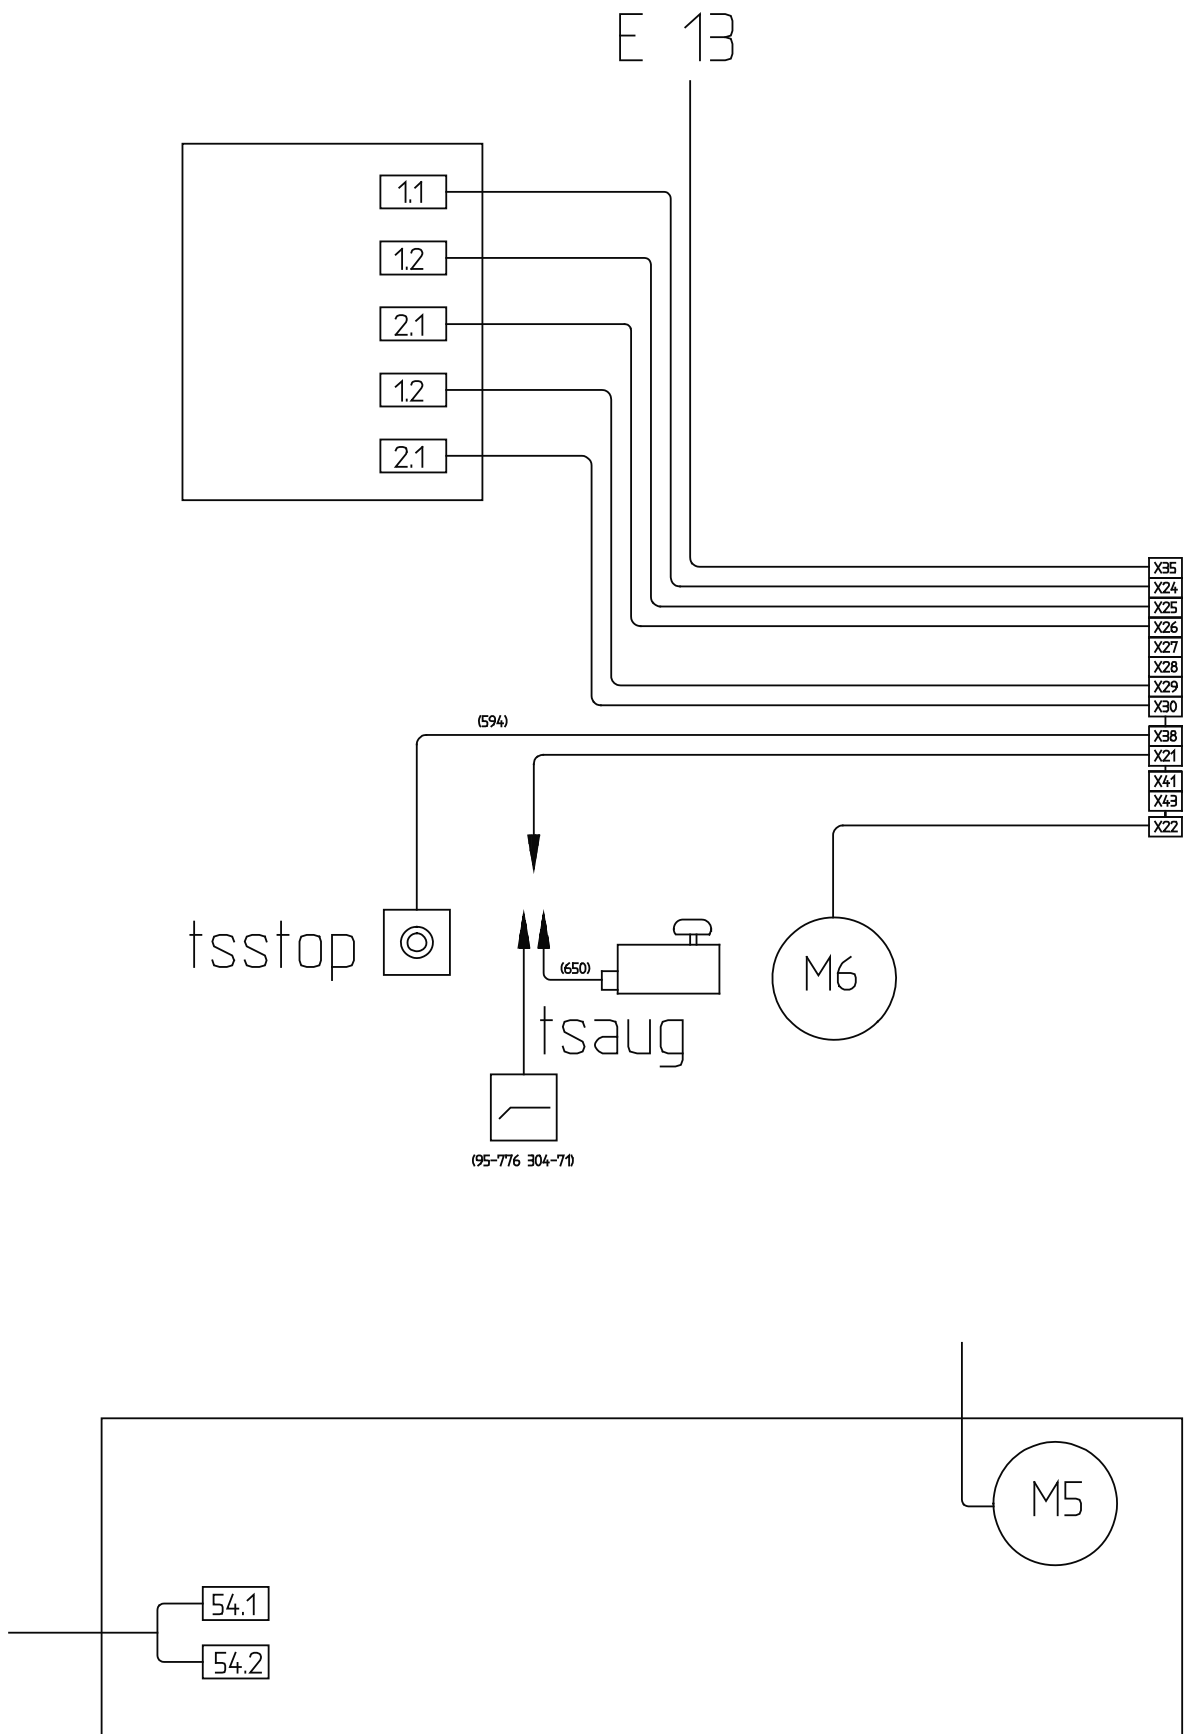 E 13
1.1
1.2
2.1
1.2
2.1
X35
X24
X25
X26
X27
X28
X29
X30
(594)
X38
X21
X41
X43
X22
tsstop
(650)
M6
tsaug
(95-776 304-71)
M5
54.1
54.2